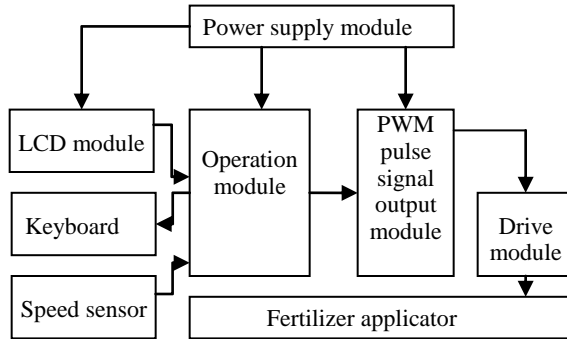 Power supply module
LCD module
Keyboard
Speed sensor
Operation
module
PWM
pulse
signal
output
module
Drive
module
Fertilizer applicator